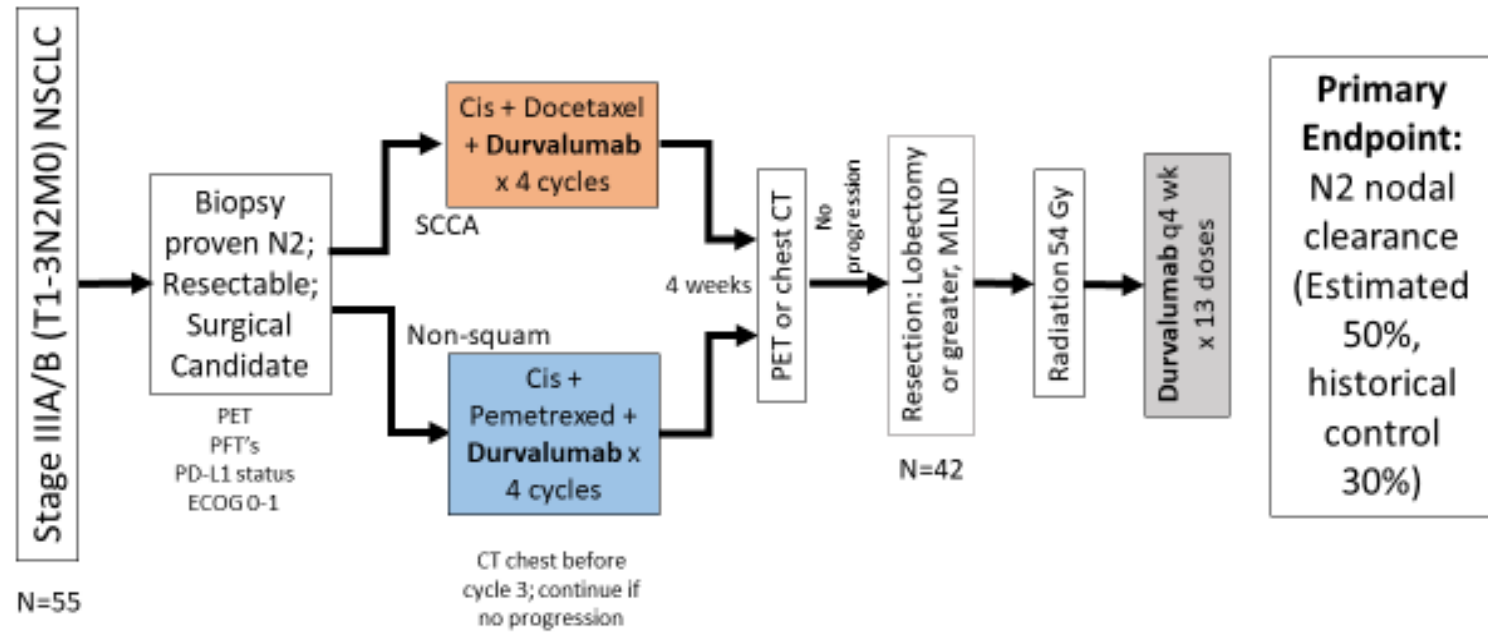 Stage IIIA/B (T1-3N2M0) NSCLC
N=55
Biopsy
proven N2;
Resectable;
Surgical
Candidate
PET
PFT's
PD-L1 status
ECOG 0-1
SCCA
Cis + Docetaxel
+ Durvalumab
x 4 cycles
Non-squam
Cis +
Pemetrexed +
Durvalumab x
4 cycles
CT chest before
cycle 3; continue if
no progression
4 weeks
PET or chest CT
No
progression
Resection: Lobectomy
or greater, MLND
N=42
Radiation 54 Gy
Durvalumab q4 wk
x 13 doses
Primary
Endpoint:
N2 nodal
clearance
(Estimated
50%,
historical
control
30%)